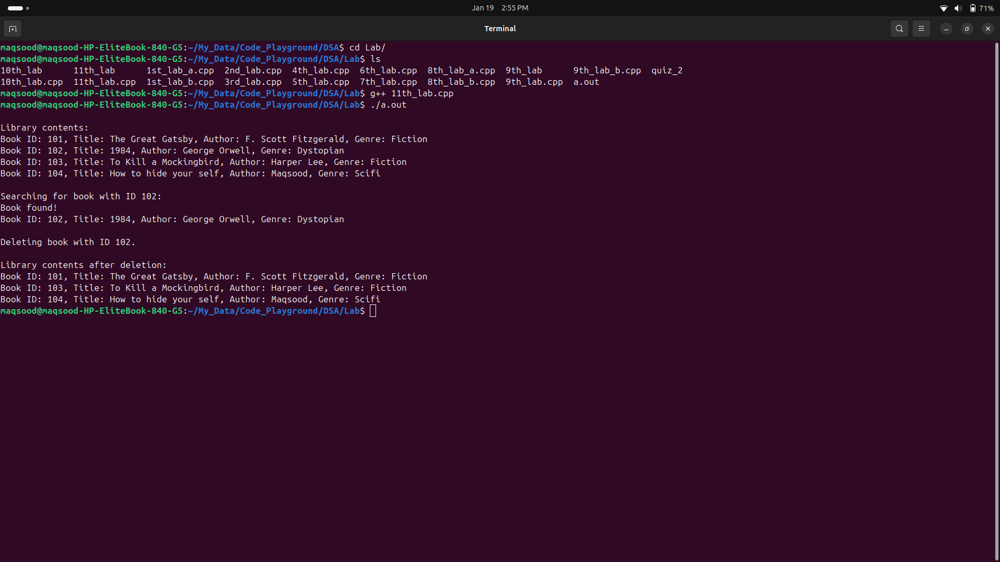 Jan 19 2:55 PM
71%
Terminal
maqsood@maqsood-HP-EliteBook-840-G5:~/My_Data/Code_Playground/DSA$ cd Lab/
maqsood@maqsood-HP-EliteBook-840-G5:~/My_Data/Code_Playground/DSA/Lab$ ls
10th_lab      11th_lab      1st_lab_a.cpp  2nd_lab.cpp  4th_lab.cpp  6th_lab.cpp  8th_lab_a.cpp  9th_lab      9th_lab_b.cpp  quiz_2
10th_lab.cpp  11th_lab.cpp  1st_lab_b.cpp  3rd_lab.cpp  5th_lab.cpp  7th_lab.cpp  8th_lab_b.cpp  9th_lab.cpp  a.out
maqsood@maqsood-HP-EliteBook-840-G5:~/My_Data/Code_Playground/DSA/Lab$ g++ 11th_lab.cpp
maqsood@maqsood-HP-EliteBook-840-G5:~/My_Data/Code_Playground/DSA/Lab$ ./a.out
Library contents:
Book ID: 101, Title: The Great Gatsby, Author: F. Scott Fitzgerald, Genre: Fiction
Book ID: 102, Title: 1984, Author: George Orwell, Genre: Dystopian
Book ID: 103, Title: To Kill a Mockingbird, Author: Harper Lee, Genre: Fiction
Book ID: 104, Title: How to hide your self, Author: Maqsood, Genre: Scifi
Searching for book with ID 102:
Book found!
Book ID: 102, Title: 1984, Author: George Orwell, Genre: Dystopian
Deleting book with ID 102.
Library contents after deletion:
Book ID: 101, Title: The Great Gatsby, Author: F. Scott Fitzgerald, Genre: Fiction
Book ID: 103, Title: To Kill a Mockingbird, Author: Harper Lee, Genre: Fiction
Book ID: 104, Title: How to hide your self, Author: Maqsood, Genre: Scifi
maqsood@maqsood-HP-EliteBook-840-G5:~/My_Data/Code_Playground/DSA/Lab$